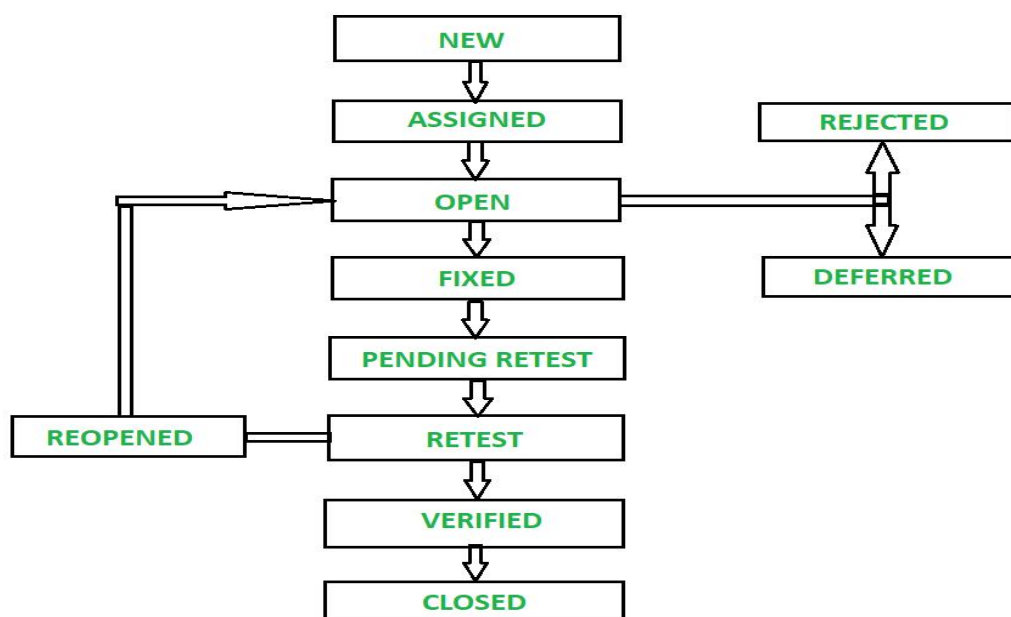 NEW
ASSIGNED
REJECTED
OPEN
FIXED
DEFERRED
PENDING RETEST
REOPENED
RETEST
VERIFIED
CLOSED